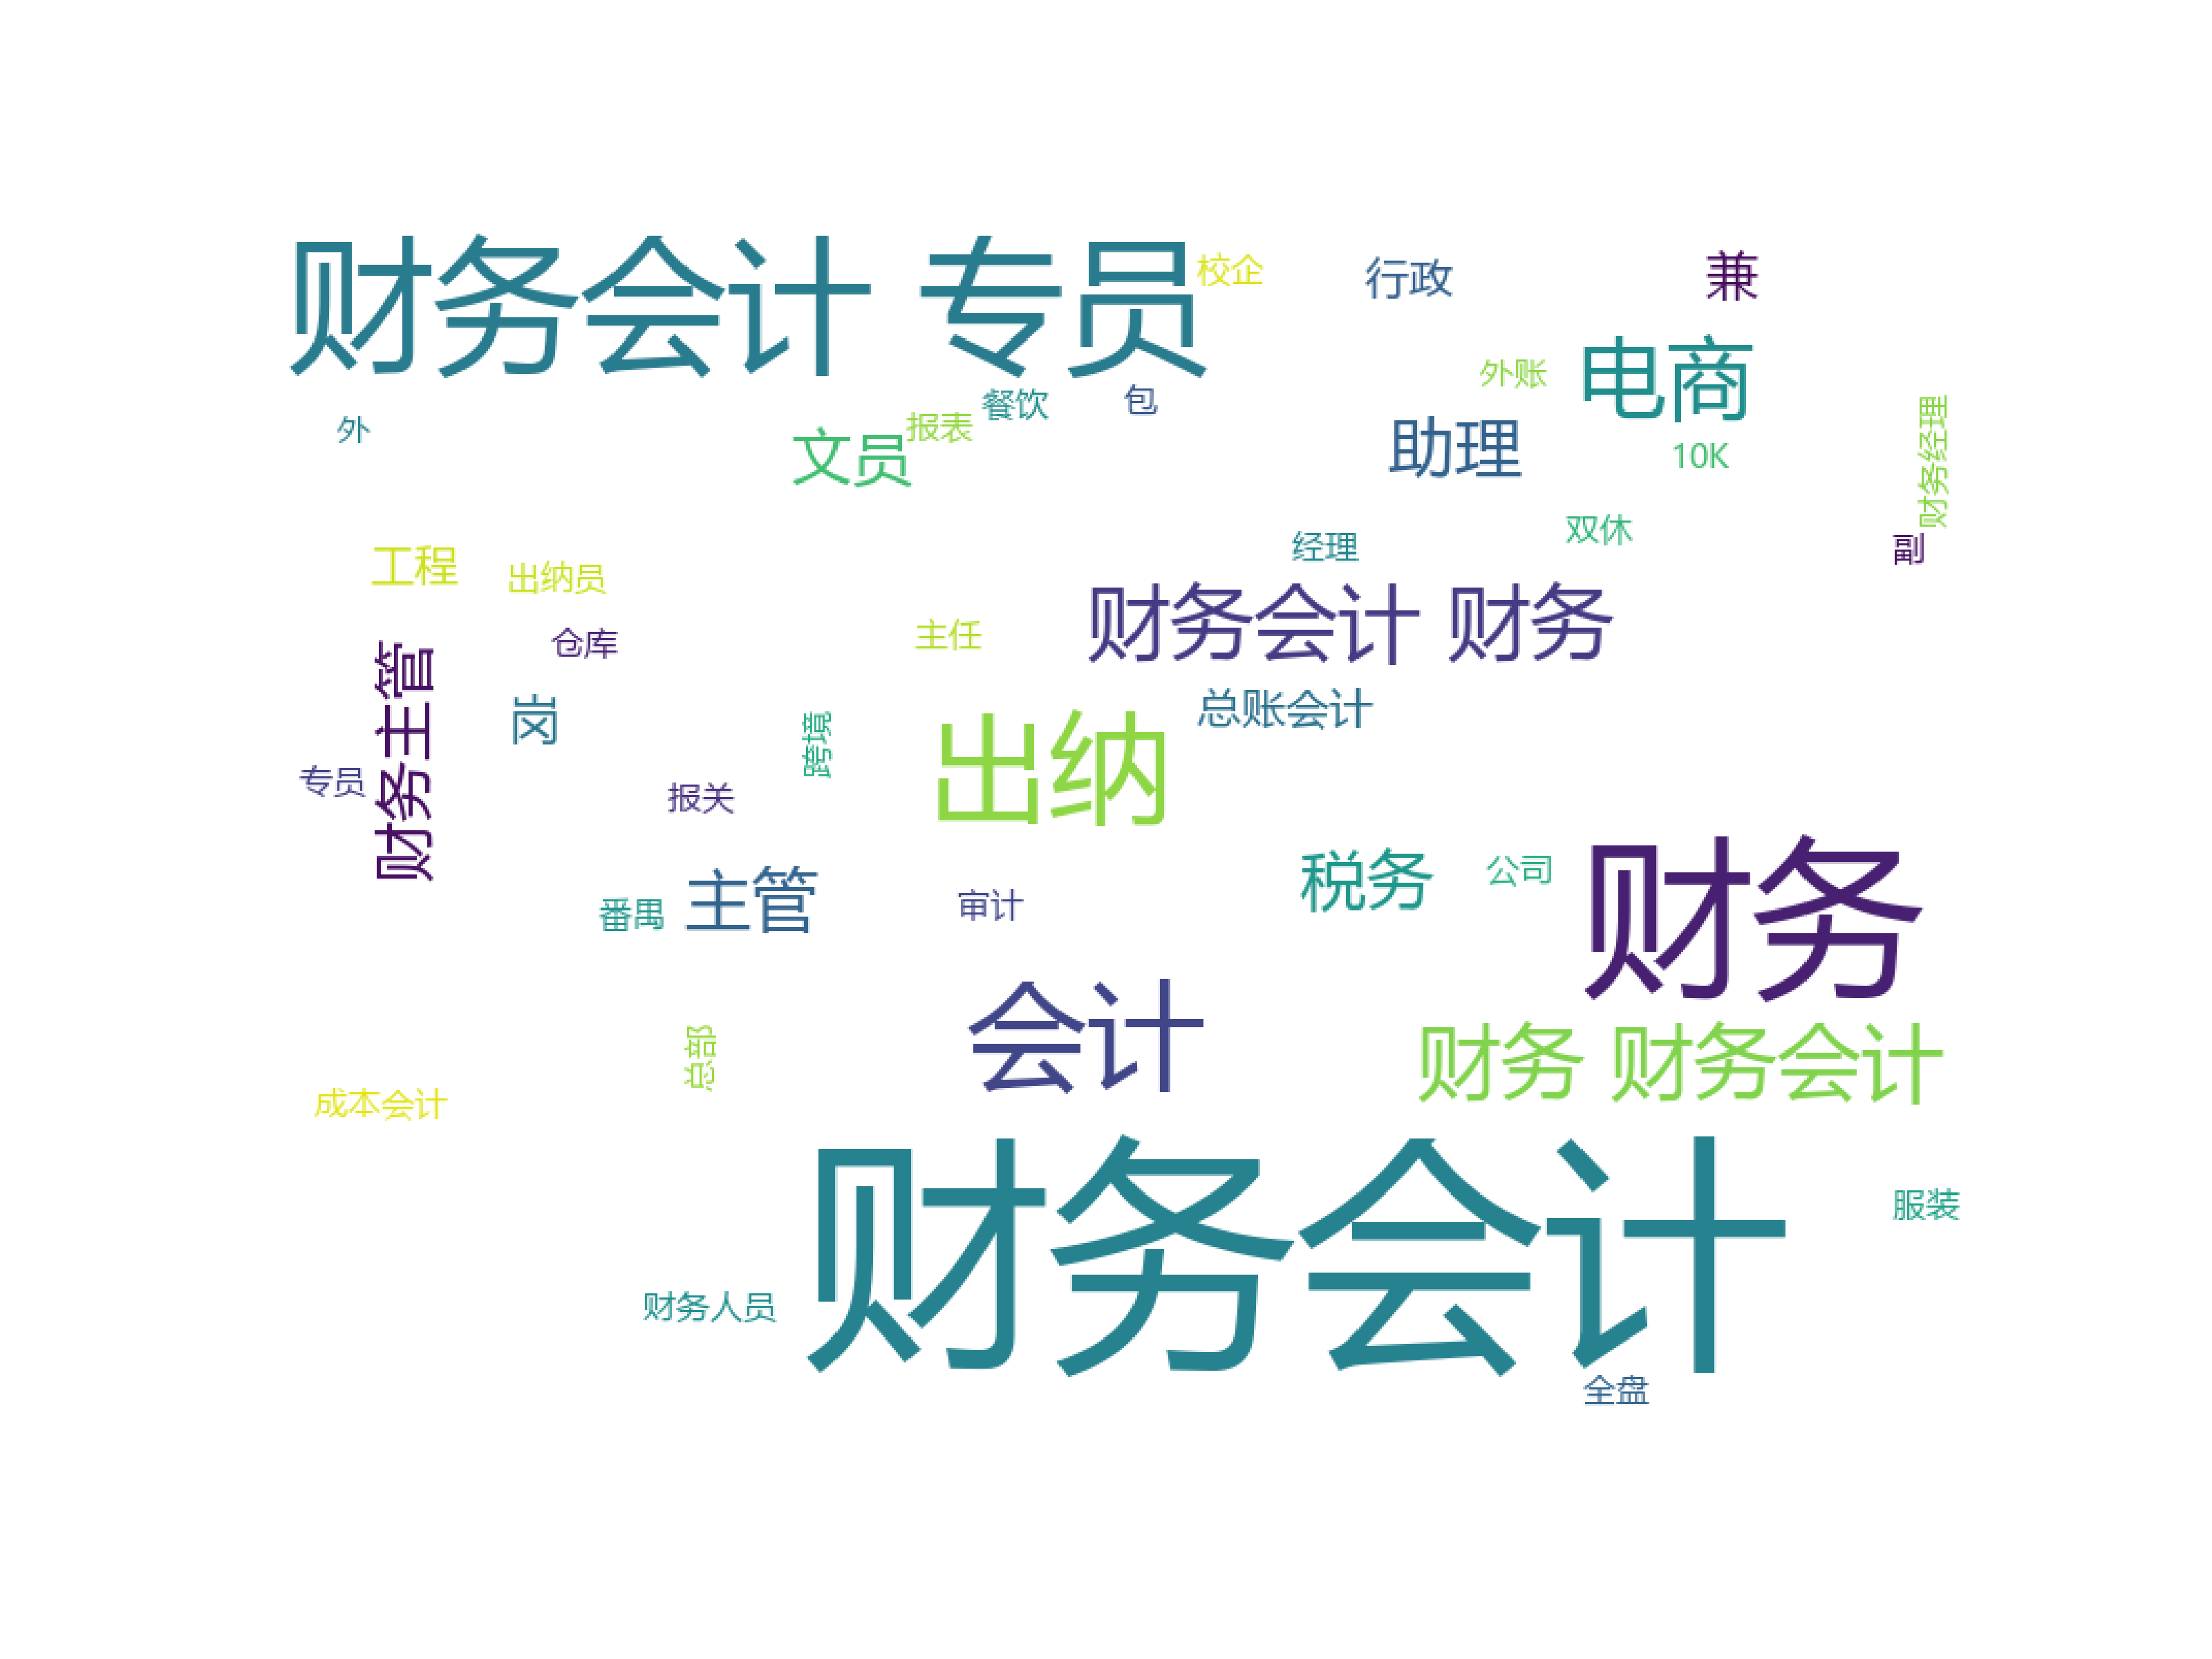 财务会计 专员
校企
行政
兼
电商
外账
餐饮
包
外
报表
文员
助理
10K
财务经理
双休
经理
副
工程
出纳员
财务会计 财务
主任
仓库
财务主管
岗
总账会计
跨境
出纳
专员
报关
税务
公司
财务
主管
番禺
审计
会计
总部
财务 财务会计
成本会计
财务会计
服装
财务人员
全盘